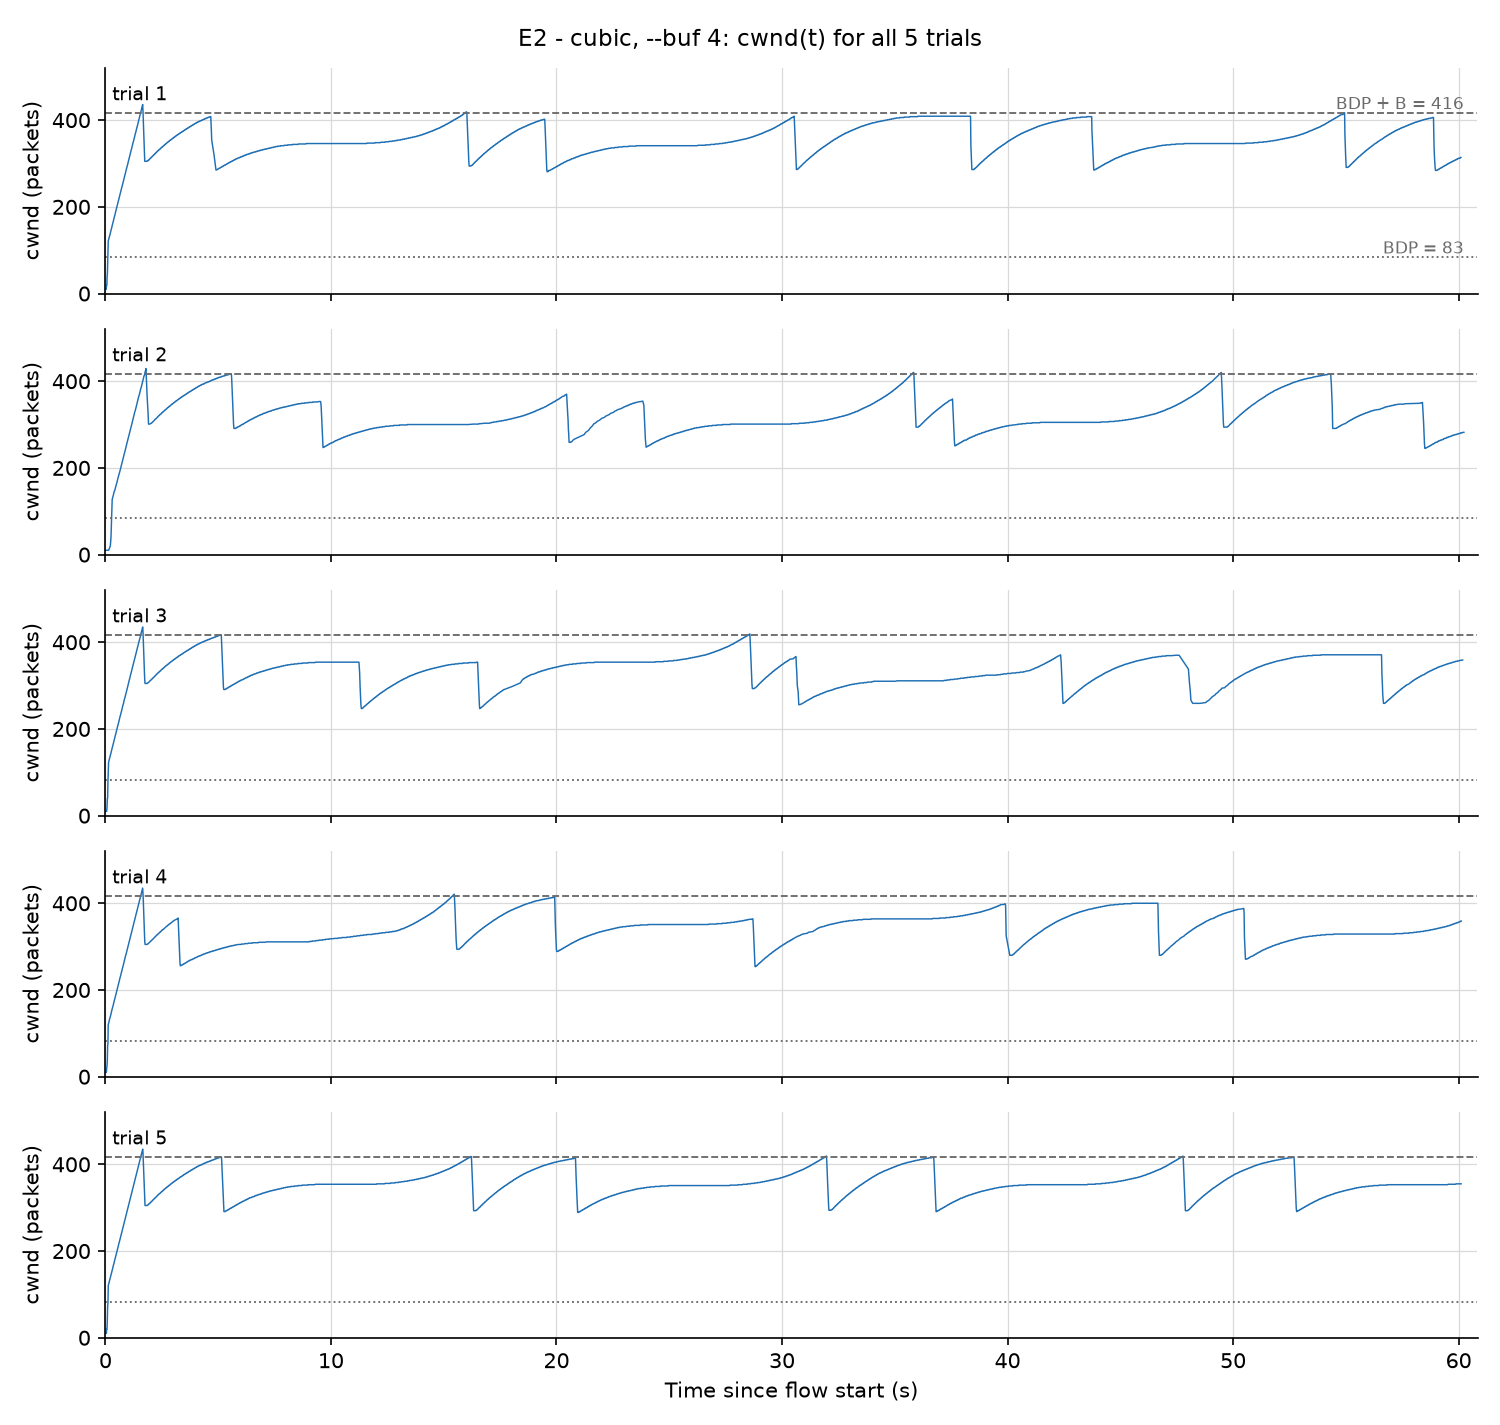 E2 - cubic, --buf 4: cwnd(t) for all 5 trials
trial 1
BDP + B = 416
BDP = 83
cwnd (packets)
400
200
0
trial 2
cwnd (packets)
400
200
0
trial 3
cwnd (packets)
400
200
0
trial 4
cwnd (packets)
400
200
0
trial 5
cwnd (packets)
400
200
0
0 10 20 30 40 50 60
Time since flow start (s)